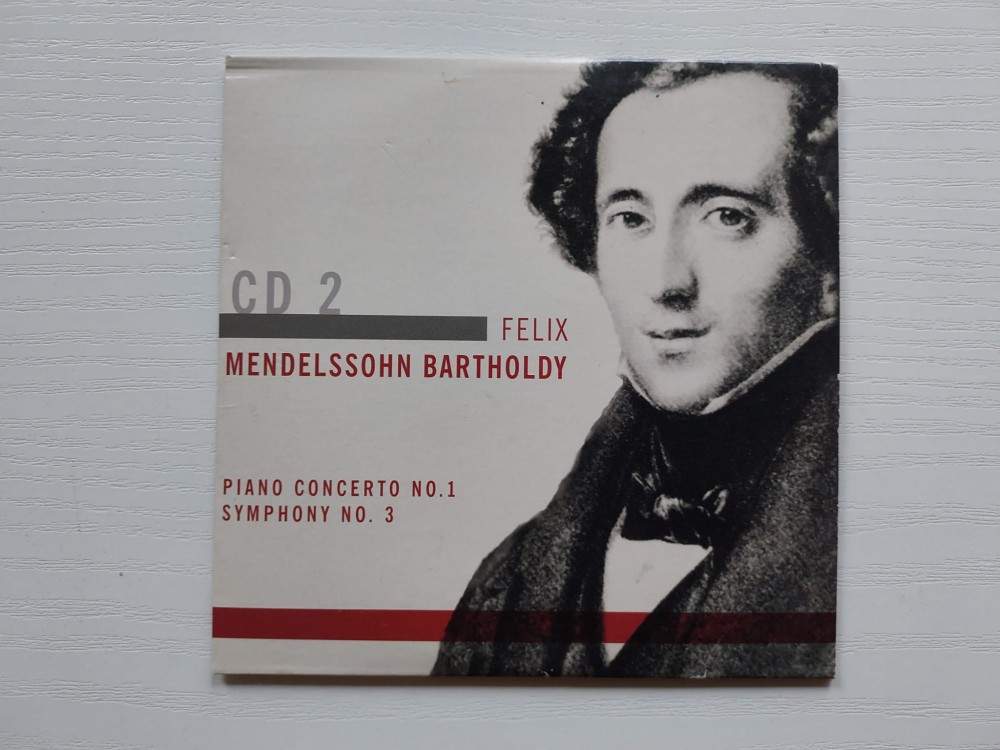 CD 2
FELIX
MENDELSSOHN BARTHOLDY
PIANO CONCERTO NO.1
SYMPHONY NO. 3